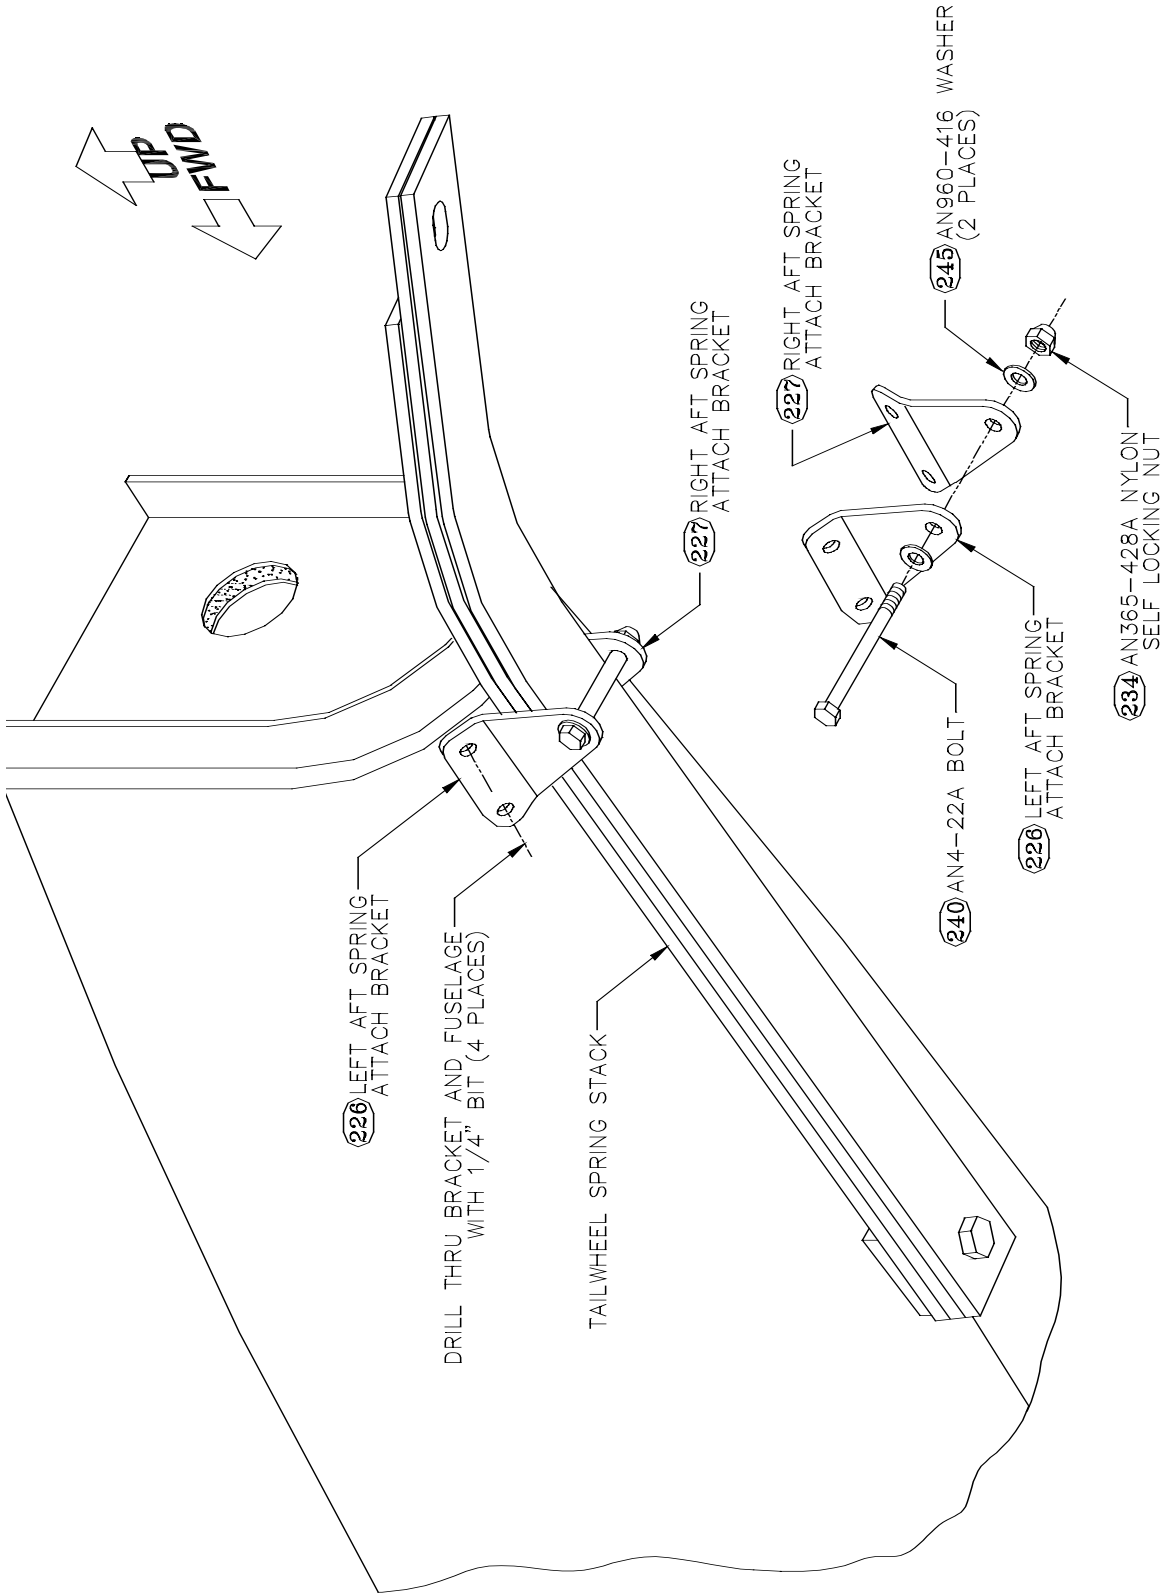 UP
FWD
226 LEFT AFT SPRING
ATTACH BRACKET
DRILL THRU BRACKET AND FUSELAGE
WITH 1/4" BIT (4 PLACES)
TAILWHEEL SPRING STACK
227 RIGHT AFT SPRING
ATTACH BRACKET
227 RIGHT AFT SPRING
ATTACH BRACKET
245 AN960-416 WASHER
(2 PLACES)
240 AN4-22A BOLT
226 LEFT AFT SPRING
ATTACH BRACKET
234 AN365-428A NYLON
SELF LOCKING NUT